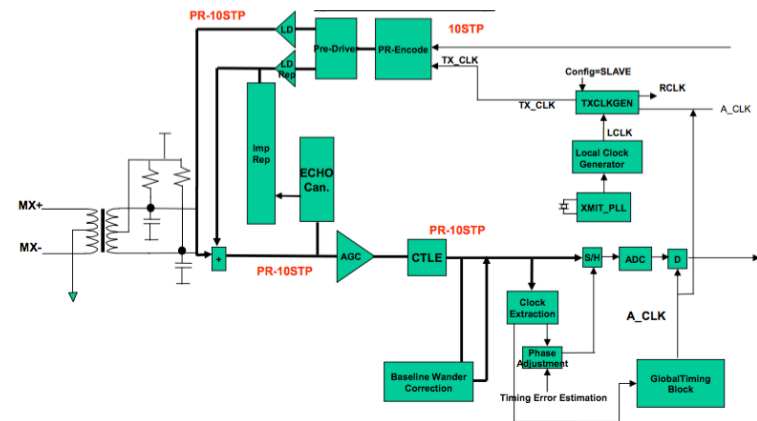 PR-10STP
10STP
LD
Pre-Driver
PR-Encode
LD
Rep
TX_CLK
Config=SLAVE
TX_CLK
TXCLKGEN
RCLK
A_CLK
LCLK
Local Clock
Generator
Imp
Rep
ECHO
Can.
XMIT_PLL
MX+
MX-
PR-10STP
+
PR-10STP
AGC
CTLE
S/H
ADC
D
Clock
Extraction
A_CLK
Phase
Adjustment
Baseline Wander
Correction
Timing Error Estimation
GlobalTiming
Block